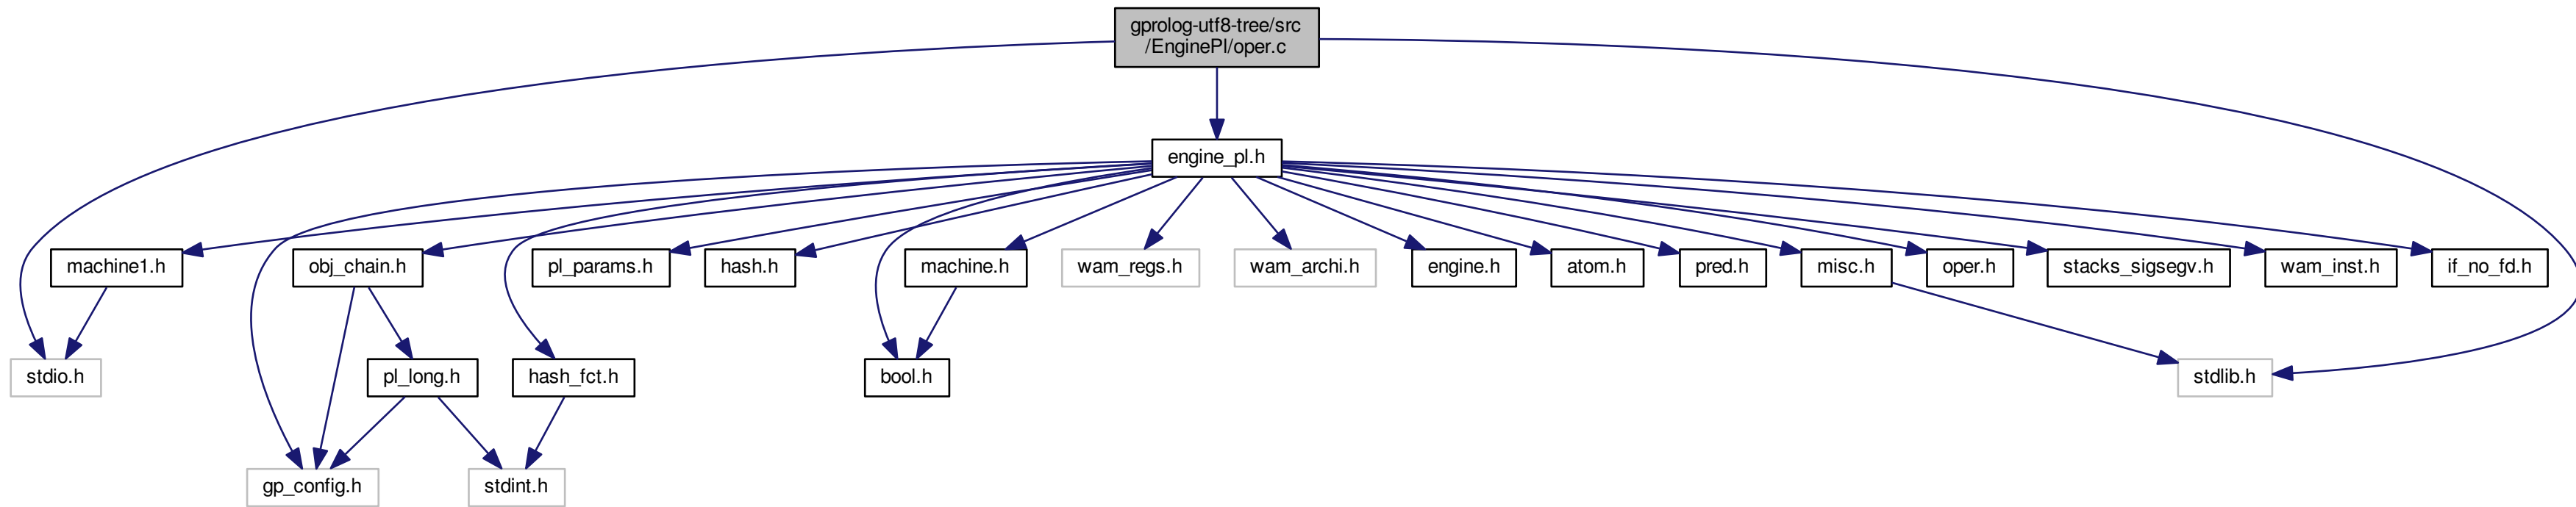 gprolog-utf8-tree/src
/EnginePl/oper.c
engine_pl.h
machine1.h
obj_chain.h
pl_params.h
hash.h
machine.h
wam_regs.h
wam_archi.h
engine.h
atom.h
pred.h
misc.h
oper.h
stacks_sigsegv.h
wam_inst.h
if_no_fd.h
stdio.h
pl_long.h
hash_fct.h
bool.h
stdlib.h
gp_config.h
stdint.h